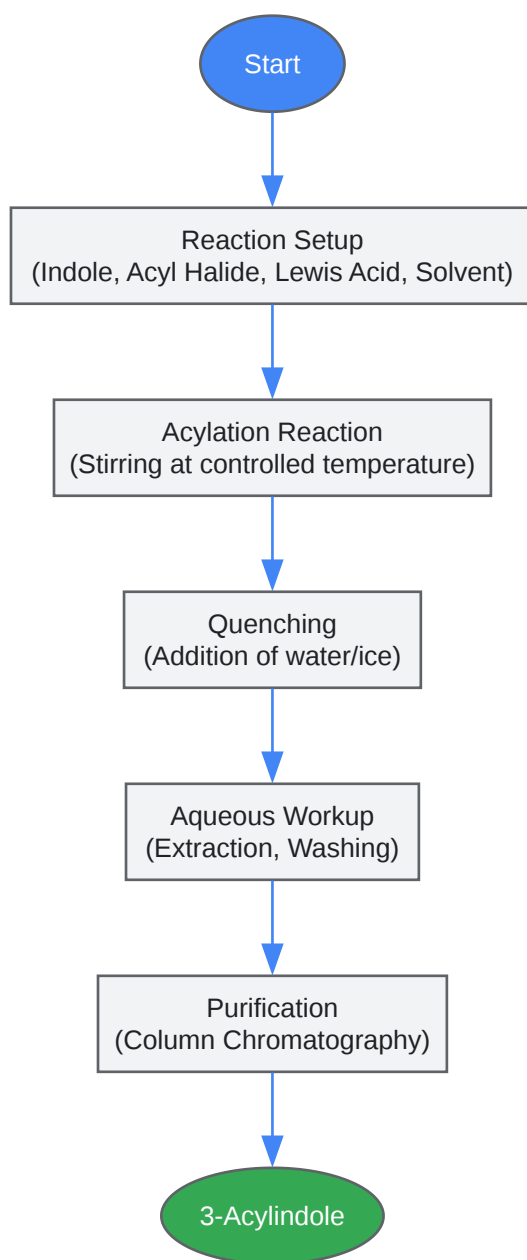 Start
Reaction Setup
(Indole, Acyl Halide, Lewis Acid, Solvent)
Acylation Reaction
(Stirring at controlled temperature)
Quenching
(Addition of water/ice)
Aqueous Workup
(Extraction, Washing)
Purification
(Column Chromatography)
3-Acylindole